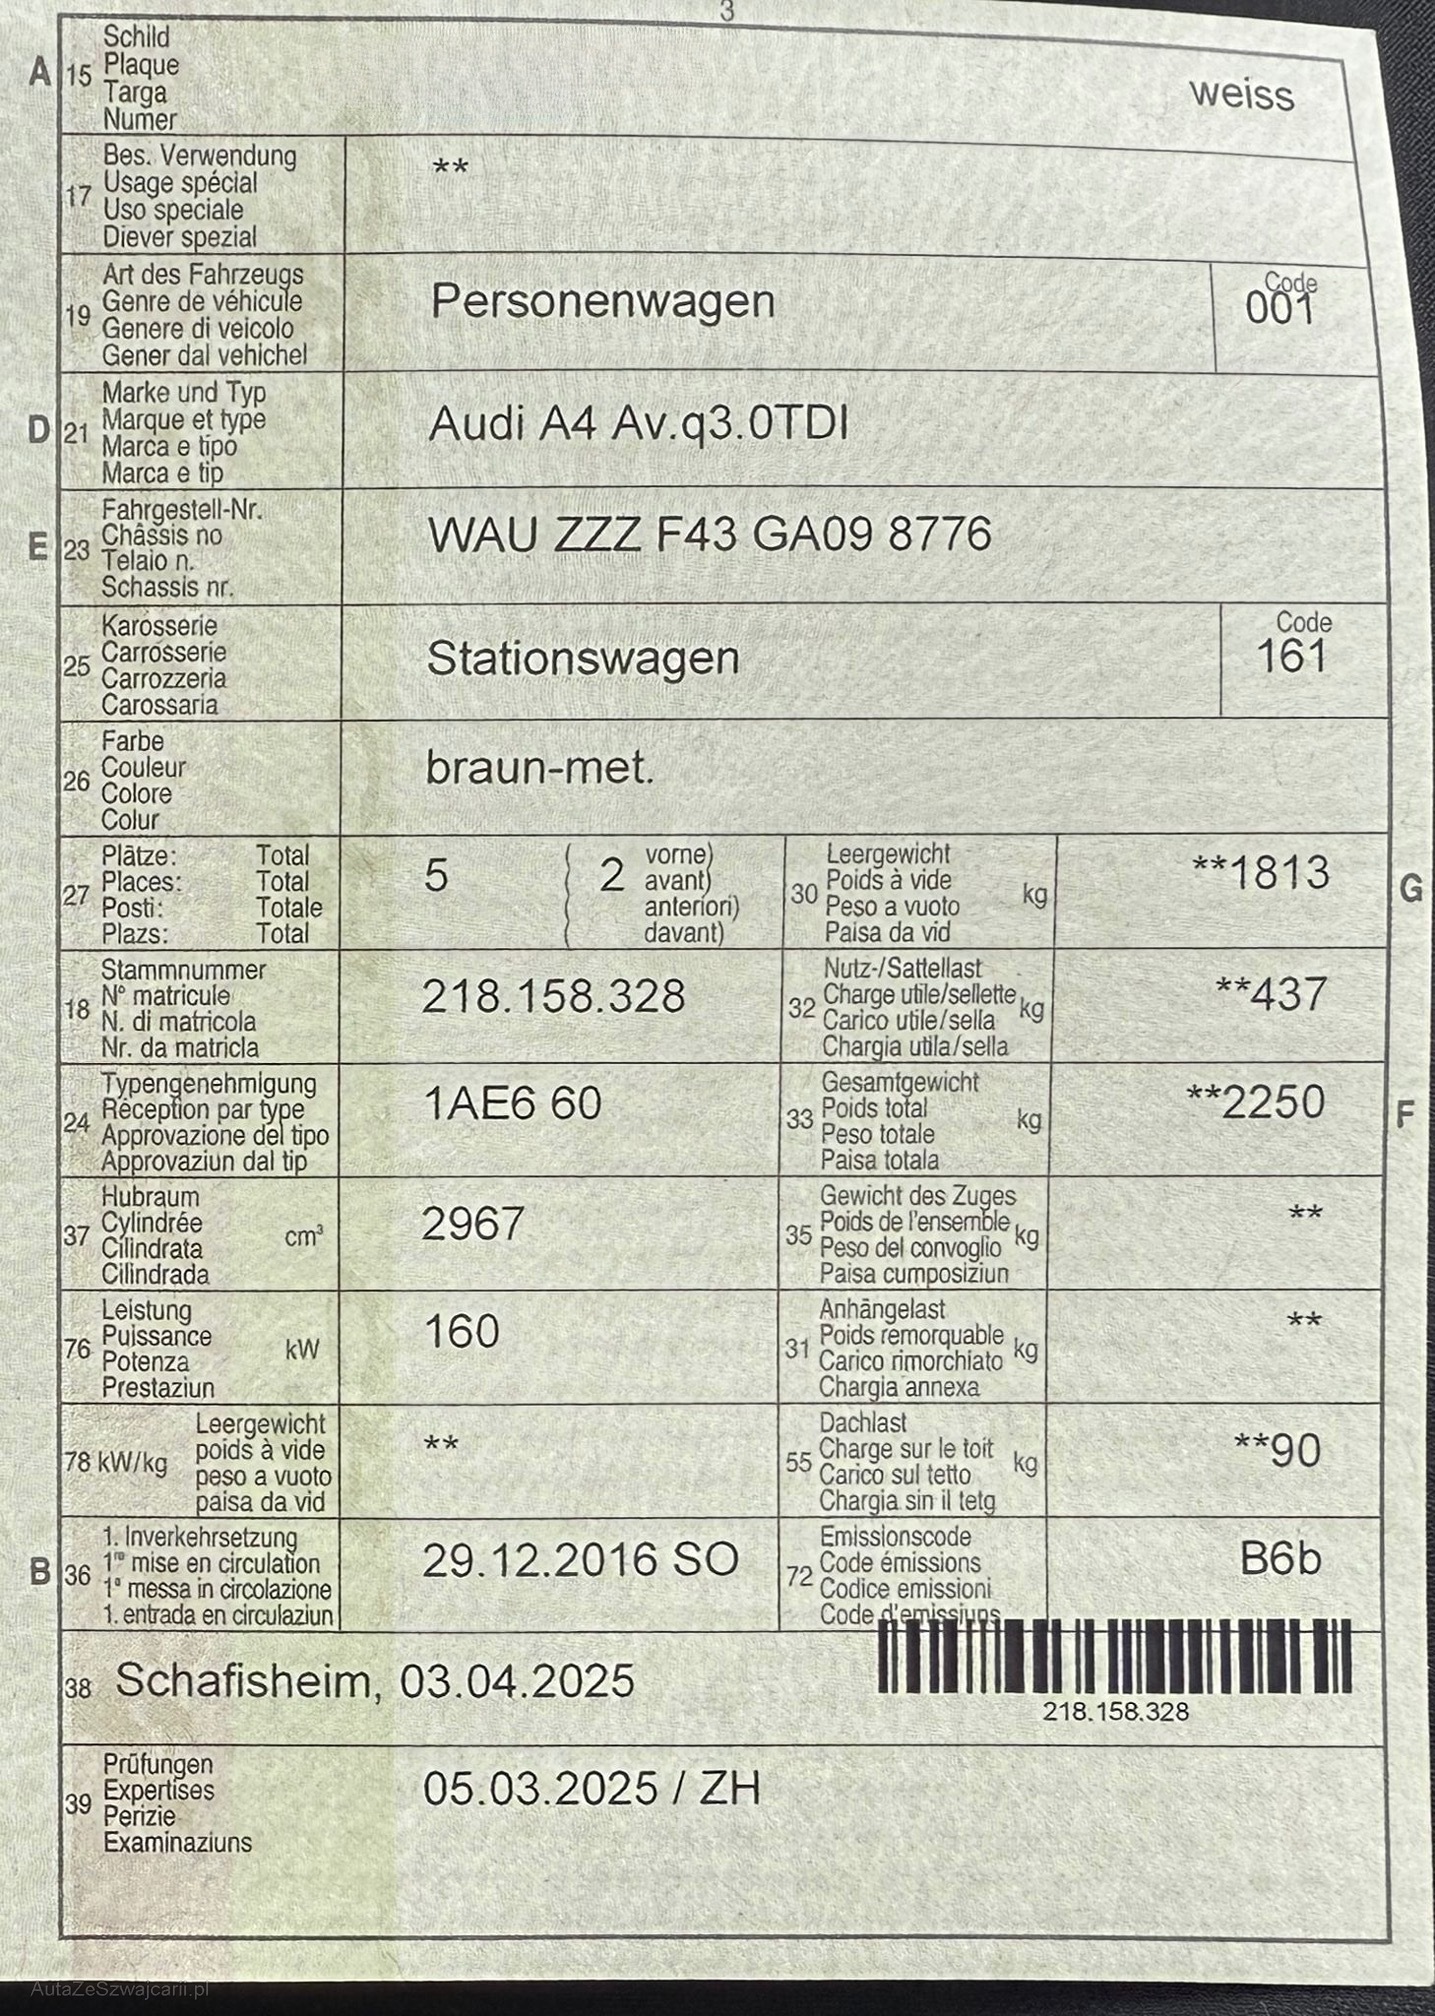 3
A 15 Schild
Plaque
Targa
Numer
weiss
17 Bes. Verwendung
Usage spécial
Uso speciale
Diever spezial
**
19 Art des Fahrzeugs
Genre de véhicule
Genere di veicolo
Gener dal vehichel
Personenwagen
Code
001
D 21 Marke und Typ
Marque et type
Marca e tipo
Marca e tip
Audi A4 Av.q3.0TDI
E 23 Fahrgestell-Nr.
Châssis no
Telaio n.
Schassis nr.
WAU ZZZ F43 GA09 8776
25 Karosserie
Carrosserie
Carrozzeria
Carossaria
Stationswagen
Code
161
26 Farbe
Couleur
Colore
Colur
braun-met.
27 Plätze: Total
Places: Total
Posti: Totale
Plazs: Total
5 ( 2 vorne)
( avant)
( anteriori)
( davant)
30 Leergewicht
Poids à vide
Peso a vuoto
Paisa da vid
kg
**1813
G
18 Stammnummer
N° matricule
N. di matricola
Nr. da matricla
218.158.328
32 Nutz-/Sattellast
Charge utile/sellette
Carico utile/sella
Chargia utila/sella
kg
**437
24 Typengenehmigung
Réception par type
Approvazione del tipo
Approvaziun dal tip
1AE6 60
33 Gesamtgewicht
Poids total
Peso totale
Paisa totala
kg
**2250
F
37 Hubraum
Cylindrée
Cilindrata
Cilindrada
cm³
2967
35 Gewicht des Zuges
Poids de l'ensemble
Peso del convoglio
Paisa cumposiziun
kg
**
76 Leistung
Puissance
Potenza
Prestaziun
kW
160
31 Anhängelast
Poids remorquable
Carico rimorchiato
Chargia annexa
kg
**
78 kW/kg Leergewicht
poids à vide
peso a vuoto
paisa da vid
**
55 Dachlast
Charge sur le toit
Carico sul tetto
Chargia sin il tetg
kg
**90
B 36 1. Inverkehrsetzung
1re mise en circulation
1a messa in circolazione
1. entrada en circulaziun
29.12.2016 SO
72 Emissionscode
Code émissions
Codice emissioni
Code d'emissiuns
B6b
38 Schafisheim, 03.04.2025
218.158.328
39 Prüfungen
Expertises
Perizie
Examinaziuns
05.03.2025 / ZH
AutaZeSzwajcarii.pl